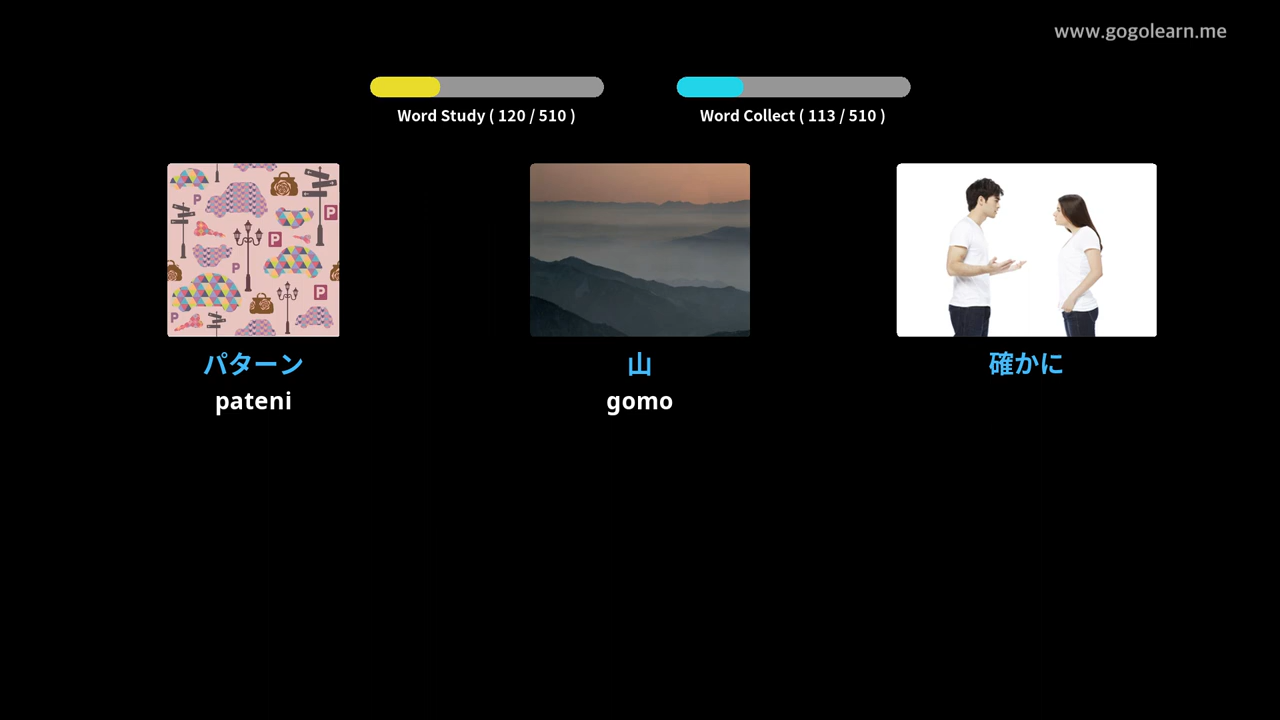 www.gogolearn.me
Word Study ( 120 / 510 )
Word Collect ( 113 / 510 )
P
P
P
P
P
P
パターン
山
確かに
pateni
gomo